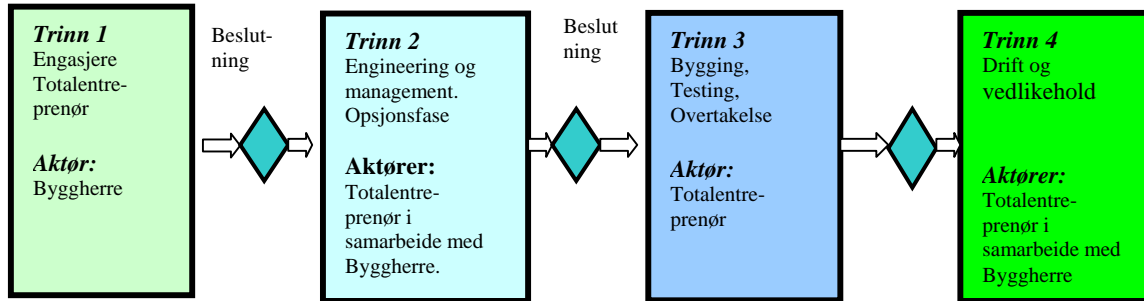 Trinn 1
Engasjere
Totalentre-
prenør
Aktør:
Byggherre
Beslut-
ning
Trinn 2
Engineering og
management.
Opsjonsfase
Aktører:
Totalentre-
prenør i
samarbeide med
Byggherre.
Beslut
ning
Trinn 3
Bygging,
Testing,
Overtakelse
Aktør:
Totalentre-
prenør
Trinn 4
Drift og
vedlikehold
Aktører:
Totalentre-
prenør i
samarbeide med
Byggherre